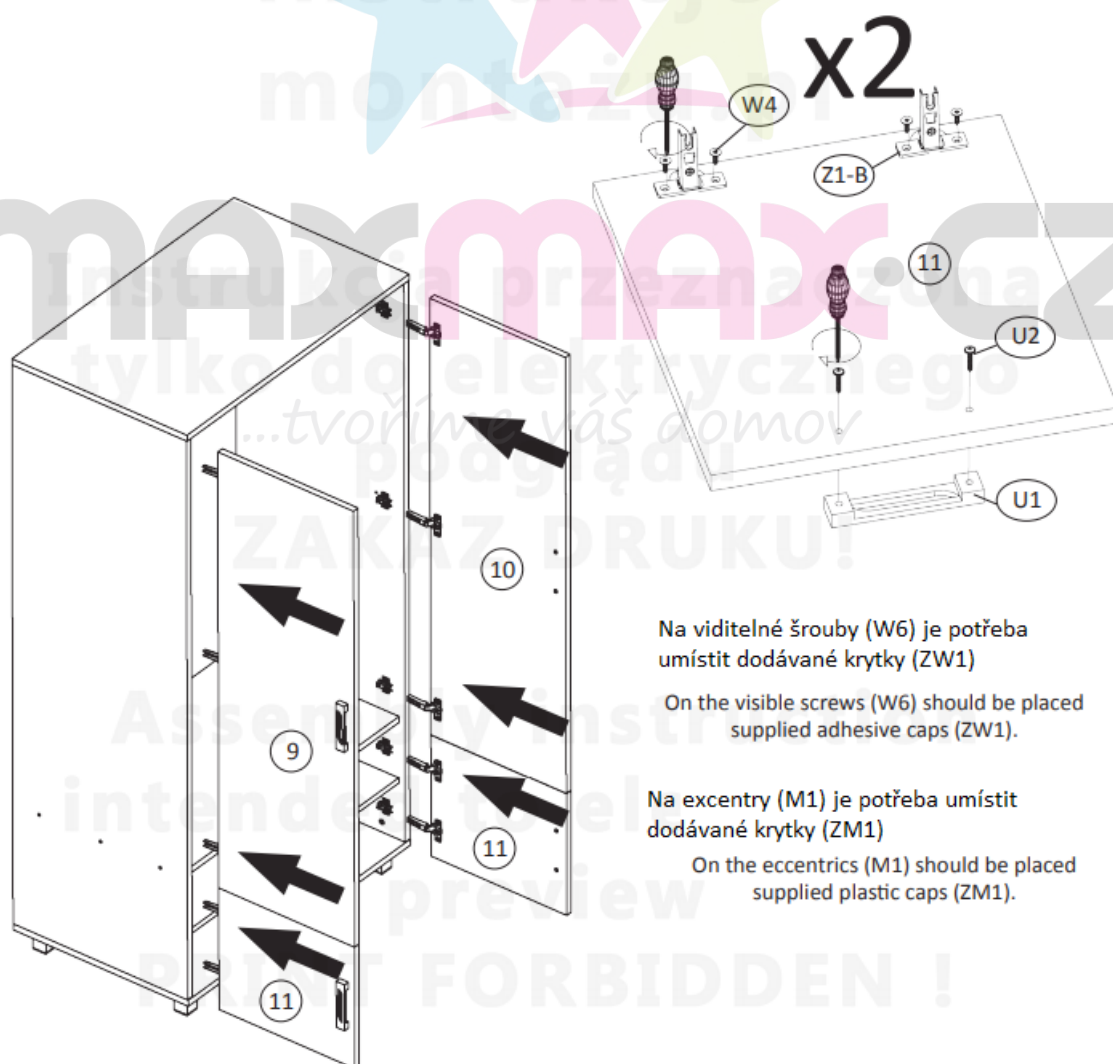 instrukcje
montażu.pl
x2
W4
Z1-B
11
U2
U1
maxmax.cz
...tvoříme váš domov
Instrukcja przeznaczona
tylko do elektrycznego
podglądu
ZAKAZ DRUKU!
10
9
11
11
Na viditelné šrouby (W6) je potřeba
umístit dodávané krytky (ZW1)
On the visible screws (W6) should be placed
supplied adhesive caps (ZW1).
Na excentry (M1) je potřeba umístit
dodávané krytky (ZM1)
On the eccentrics (M1) should be placed
supplied plastic caps (ZM1).
Assembly instruction
intended to ele
preview
PRINT FORBIDDEN !